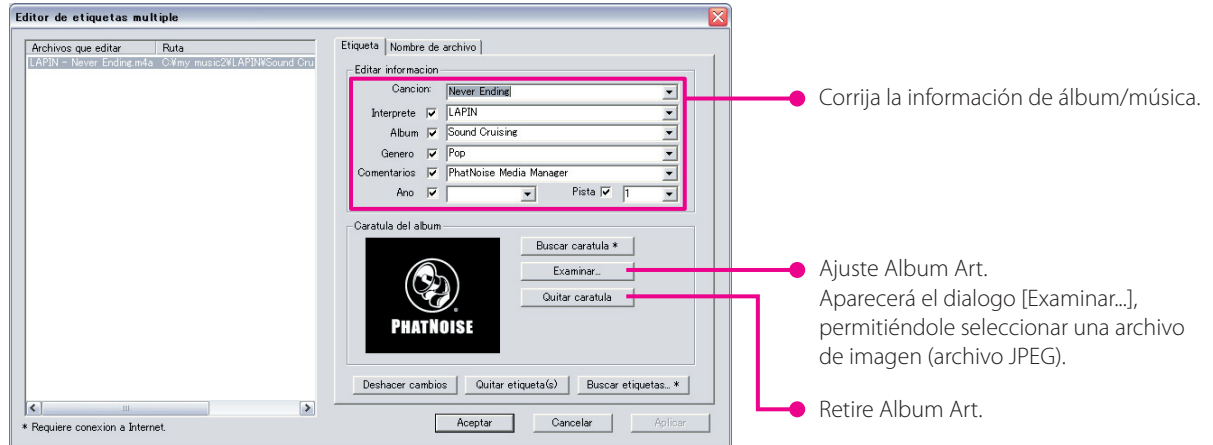 Editor de etiquetas multiple
Archivos que editar Ruta
LAPIN - Never Ending.m4a C:¥my music2¥LAPIN¥Sound Cru
Etiqueta Nombre de archivo
Editar informacion
Cancion: Never Ending
Interprete LAPIN
Album Sound Cruising
Genero Pop
Comentarios PhatNoise Media Manager
Ano Pista 1
Caratula del album
PHATNOISE
Buscar caratula *
Examinar...
Quitar caratula
Deshacer cambios Quitar etiqueta(s) Buscar etiquetas... *
* Requiere conexion a Internet.
Aceptar Cancelar Aplicar
Corrija la información de álbum/música.
Ajuste Album Art.
Aparecerá el dialogo [Examinar...],
permitiéndole seleccionar una archivo
de imagen (archivo JPEG).
Retire Album Art.